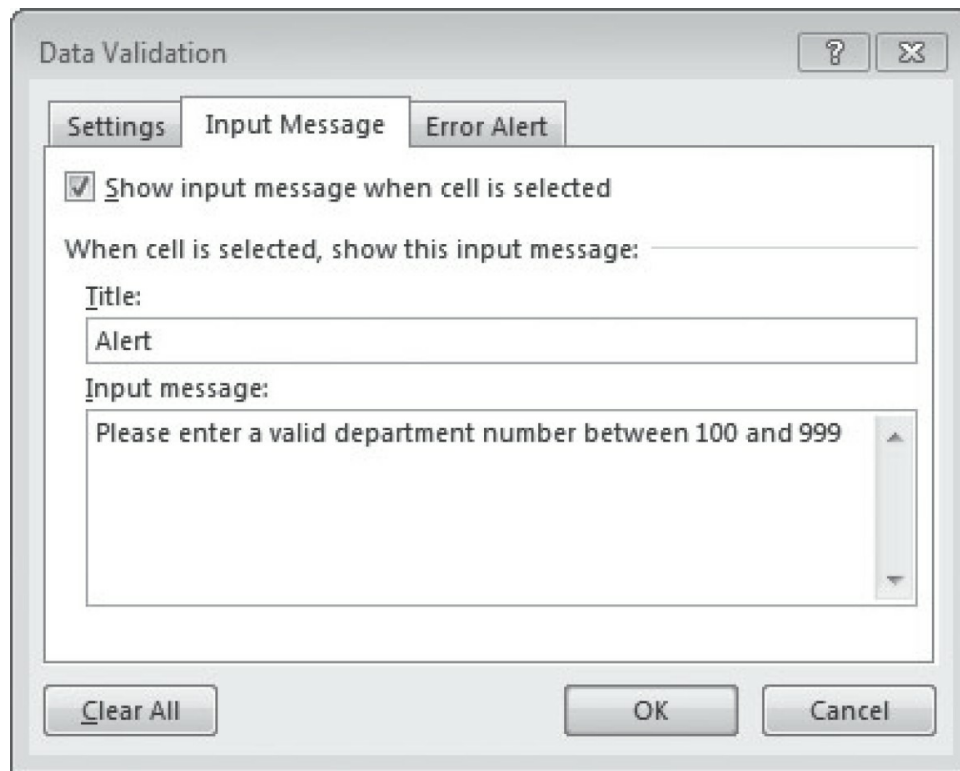 Data Validation
Settings Input Message Error Alert
Show input message when cell is selected
When cell is selected, show this input message:
Title:
Alert
Input message:
Please enter a valid department number between 100 and 999
Clear All OK Cancel